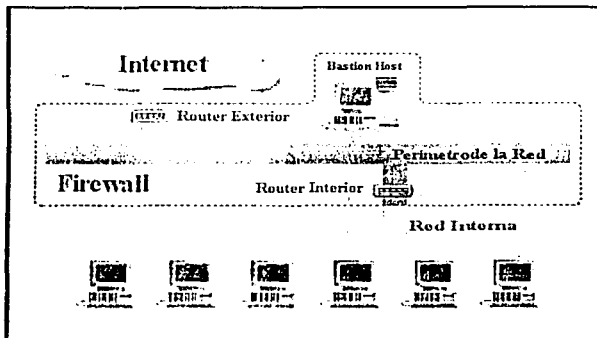 Internet
Bastion Host
Router Exterior
Perimetrode la Red
Firewall
Router Interior
Red Interna